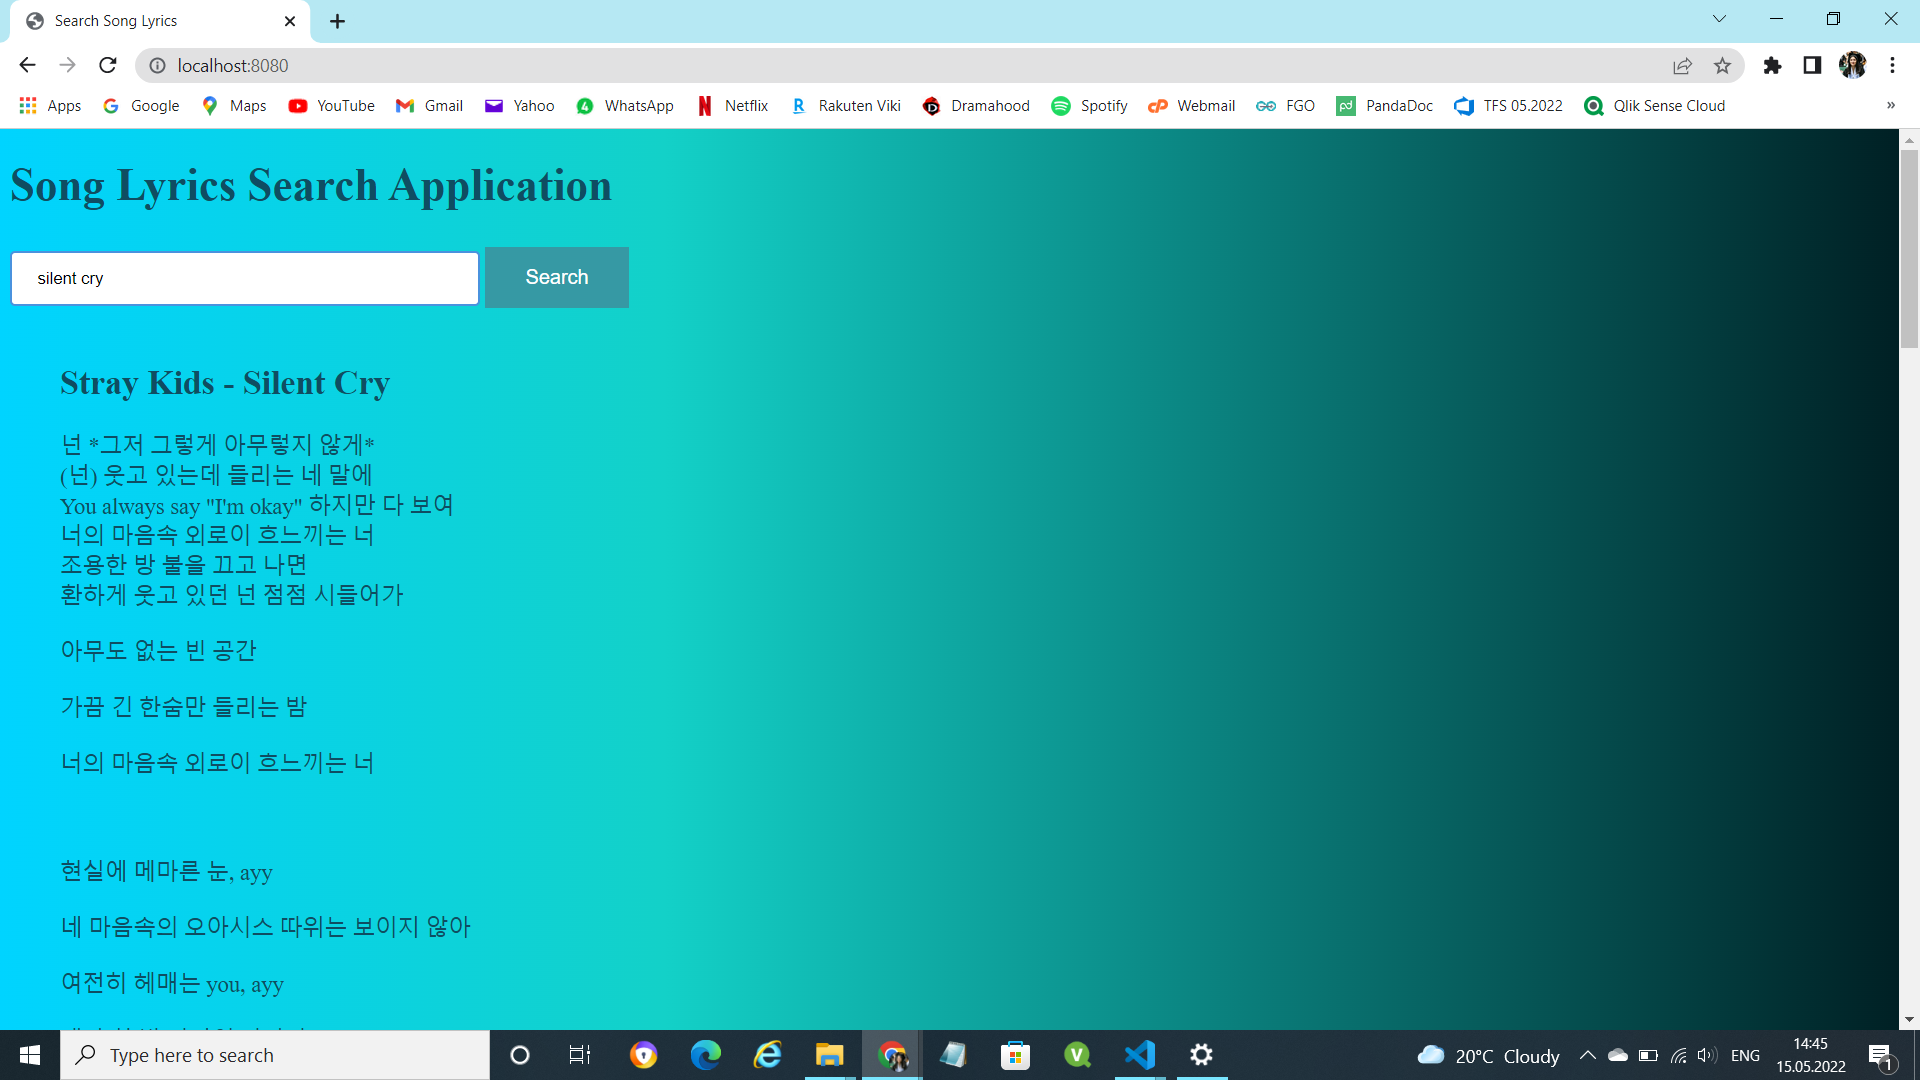 Search Song Lyrics
localhost:8080
Apps Google Maps YouTube Gmail Yahoo WhatsApp Netflix Rakuten Viki Dramahood Spotify Webmail FGO PandaDoc TFS 05.2022 Qlik Sense Cloud »
Song Lyrics Search Application
silent cry Search
Stray Kids - Silent Cry
넌 *그저 그렇게 아무렇지 않게*
(넌) 웃고 있는데 들리는 네 말에
You always say "I'm okay" 하지만 다 보여
너의 마음속 외로이 흐느끼는 너
조용한 방 불을 끄고 나면
환하게 웃고 있던 넌 점점 시들어가
아무도 없는 빈 공간
가끔 긴 한숨만 들리는 밤
너의 마음속 외로이 흐느끼는 너
현실에 메마른 눈, ayy
네 마음속의 오아시스 따위는 보이지 않아
여전히 헤매는 you, ayy
Type here to search
20°C Cloudy
ENG
14:45
15.05.2022
1